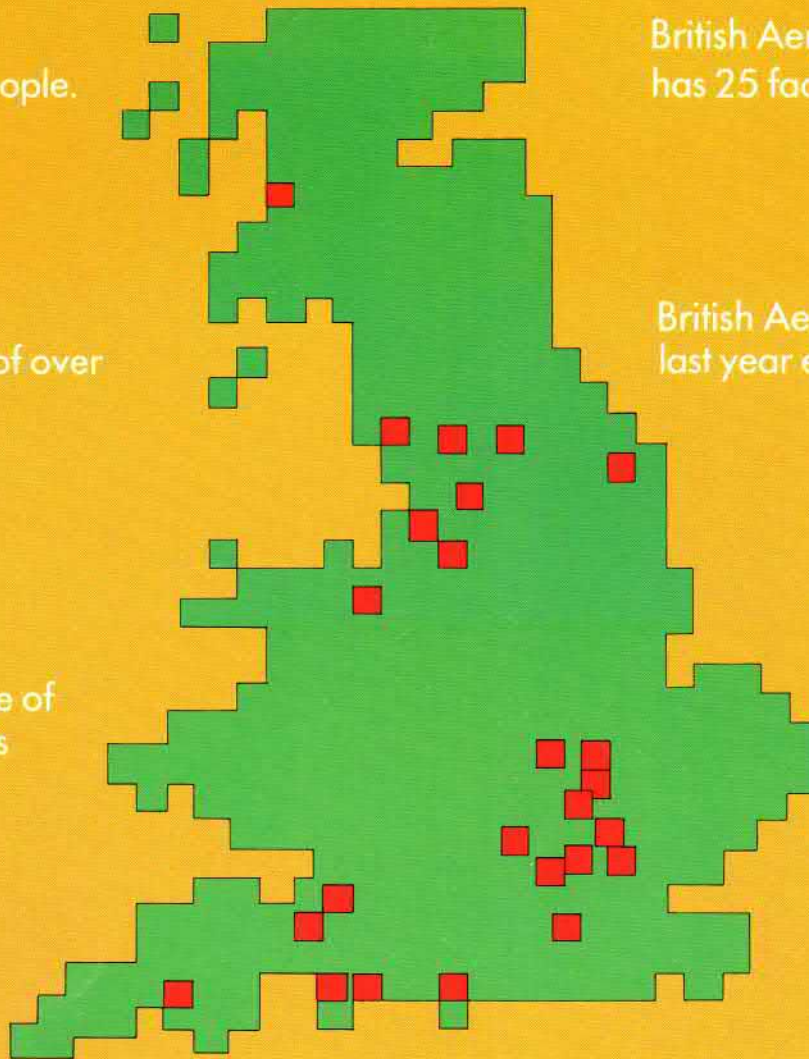 ople.
British Aer
has 25 fac
of over
British Ae
last year e
e of
s